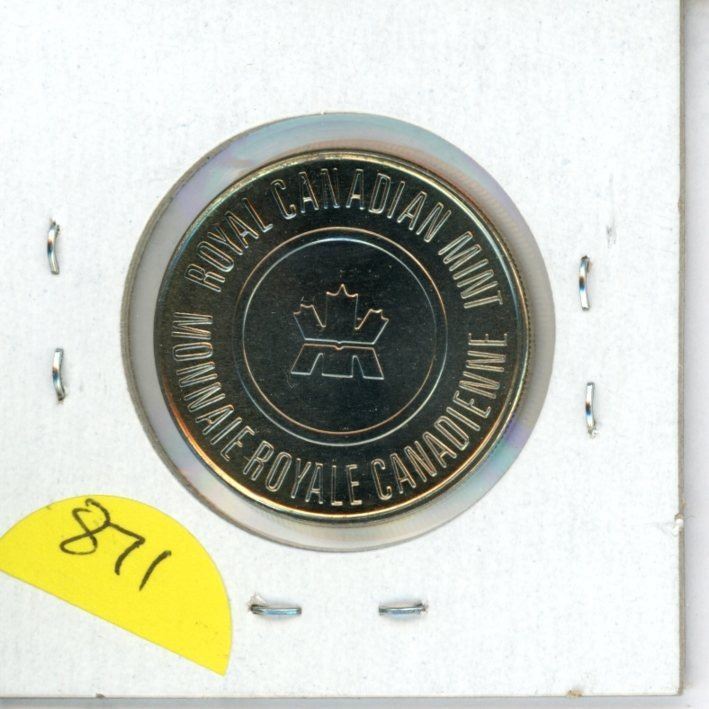 ROYAL CANADIAN MINT
MONNAIE ROYALE CANADIENNE
871